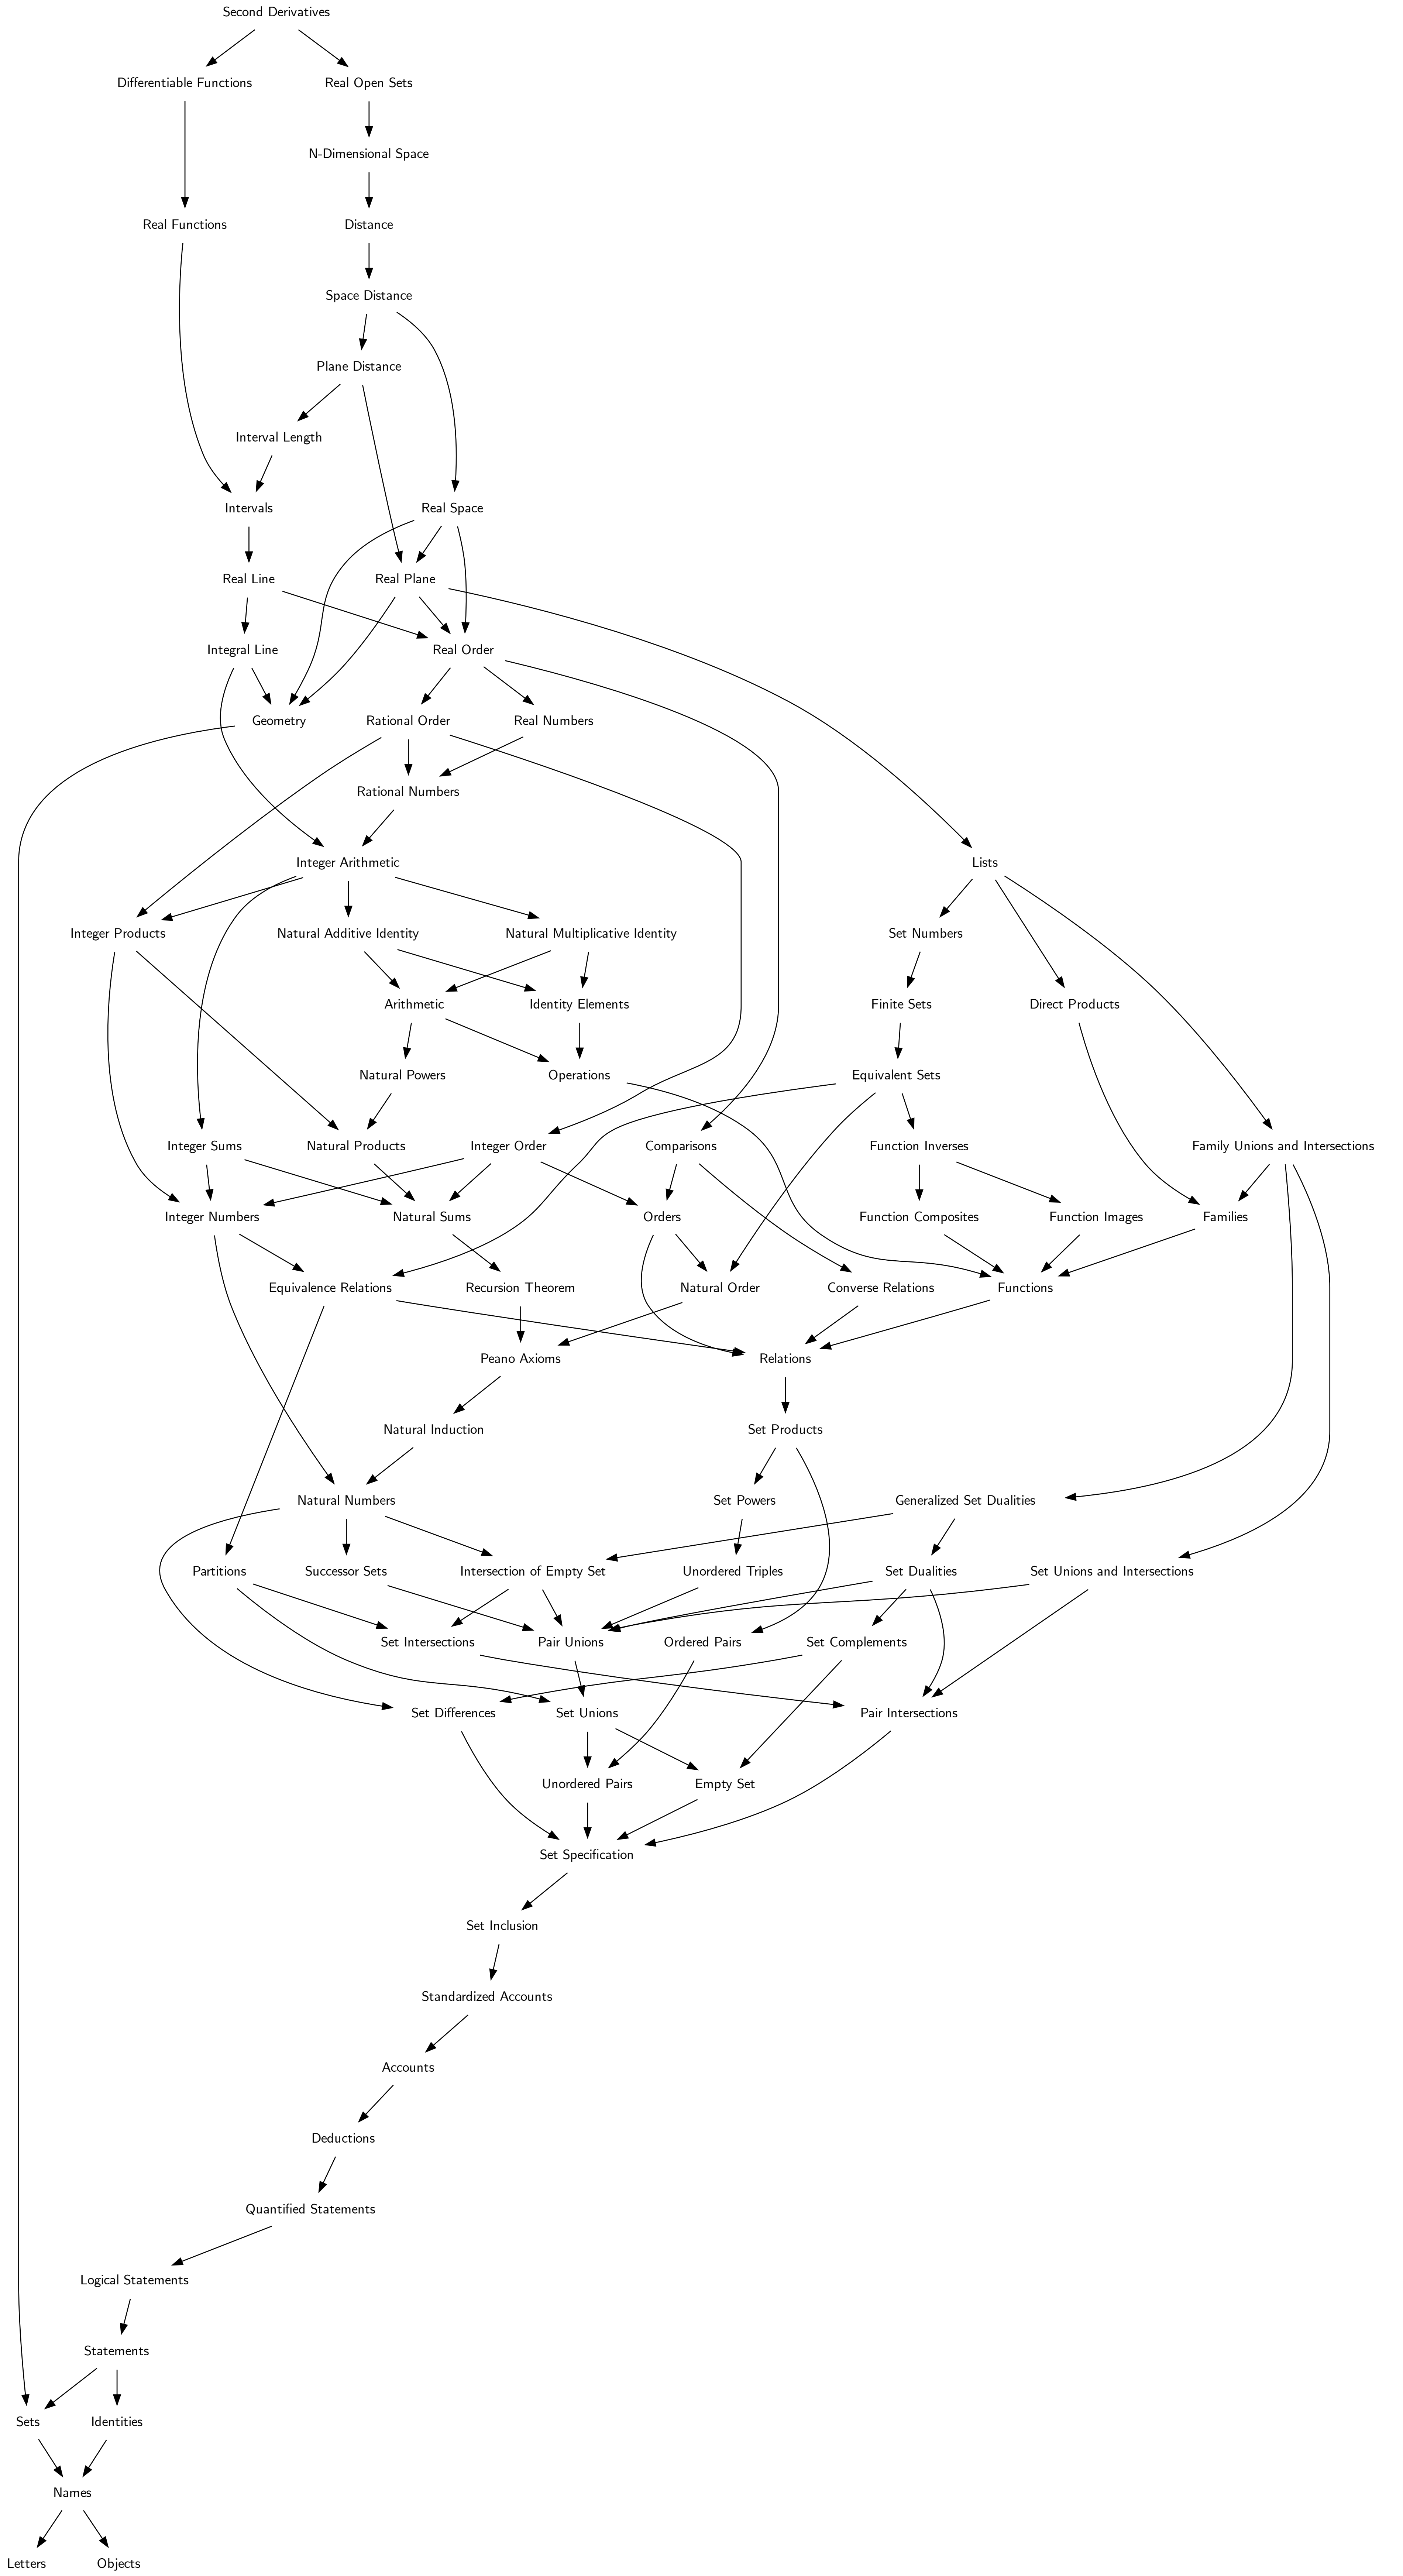 Second Derivatives
Differentiable Functions
Real Open Sets
N-Dimensional Space
Real Functions
Distance
Space Distance
Plane Distance
Interval Length
Intervals
Real Space
Real Line
Real Plane
Integral Line
Real Order
Geometry
Rational Order
Real Numbers
Rational Numbers
Integer Arithmetic
Lists
Integer Products
Natural Additive Identity
Natural Multiplicative Identity
Set Numbers
Arithmetic
Identity Elements
Finite Sets
Direct Products
Natural Powers
Operations
Equivalent Sets
Integer Sums
Natural Products
Integer Order
Comparisons
Function Inverses
Family Unions and Intersections
Integer Numbers
Natural Sums
Orders
Function Composites
Function Images
Families
Equivalence Relations
Recursion Theorem
Natural Order
Converse Relations
Functions
Peano Axioms
Relations
Natural Induction
Set Products
Natural Numbers
Set Powers
Generalized Set Dualities
Partitions
Successor Sets
Intersection of Empty Set
Unordered Triples
Set Dualities
Set Unions and Intersections
Set Intersections
Pair Unions
Ordered Pairs
Set Complements
Set Differences
Set Unions
Pair Intersections
Unordered Pairs
Empty Set
Set Specification
Set Inclusion
Standardized Accounts
Accounts
Deductions
Quantified Statements
Logical Statements
Statements
Sets
Identities
Names
Letters
Objects